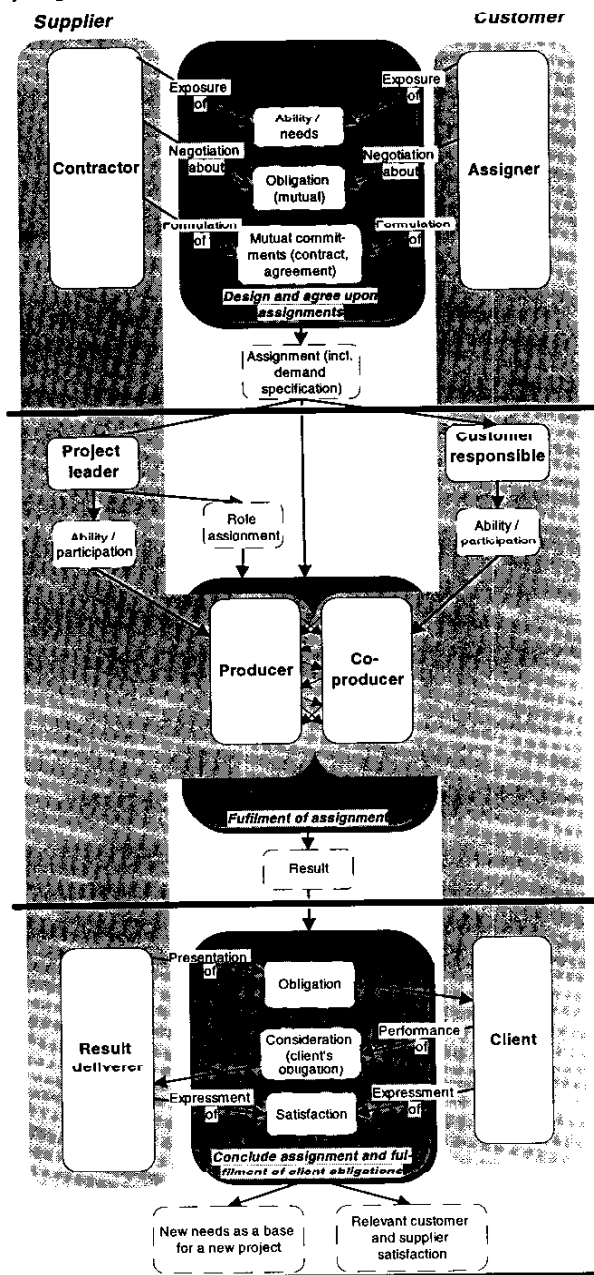 Supplier
Customer
Exposure
of
Exposure
of
Ability /
needs
Contractor
Negotiation
about
Negotiation
about
Assigner
Obligation
(mutual)
Formulation
of
Formulation
of
Mutual commit-
ments (contract,
agreement)
Design and agree upon
assignments
Assignment (incl.
demand
specification)
Project
leader
Customer
responsible
Role
assignment
Ability /
participation
Ability /
participation
Producer
Co-
producer
Fufilment of assignment
Result
Presentation
of
Obligation
Result
deliverer
Performance
of
Client
Consideration
(client's
obligation)
Expressment
of
Expressment
of
Satisfaction
Conclude assignment and ful-
filment of client obligations
New needs as a base
for a new project
Relevant customer
and supplier
satisfaction